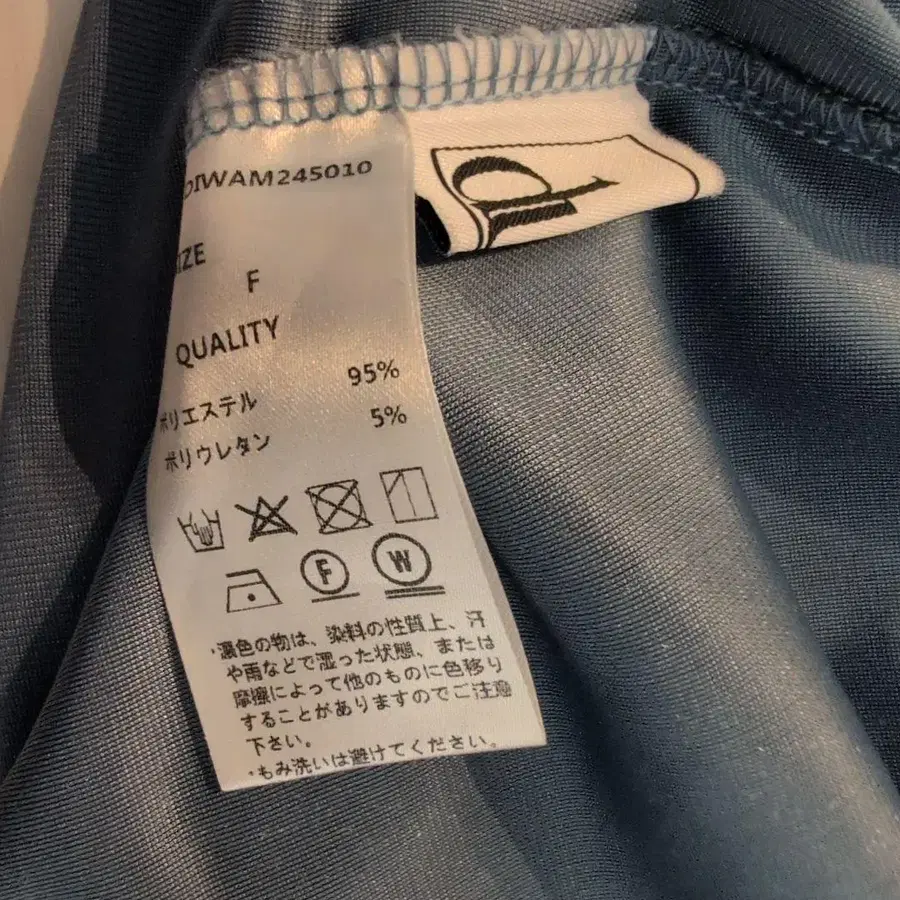 DIWAM245010
SIZE
F
QUALITY
ポリエステル 95%
ポリウレタン 5%
F W
・濃色の物は、染料の性質上、汗
や雨などで湿った状態、または
摩擦によって他のものに色移り
することがありますのでご注意
下さい。
・もみ洗いは避けてください。